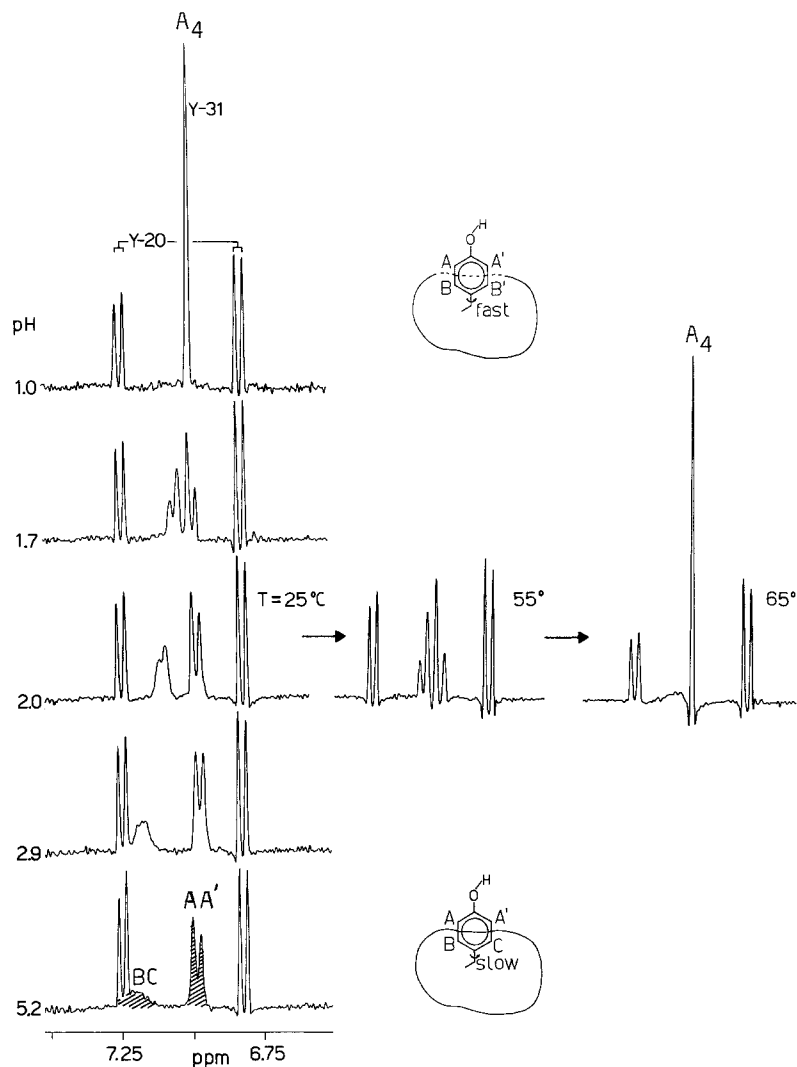 A4
Y-31
Y-20
pH
1.0
H
O
A A'
B B'
fast
A4
1.7
T = 25°C
55°
65°
2.0
2.9
H
O
A A'
B C
slow
A A'
BC
5.2
7.25 ppm 6.75